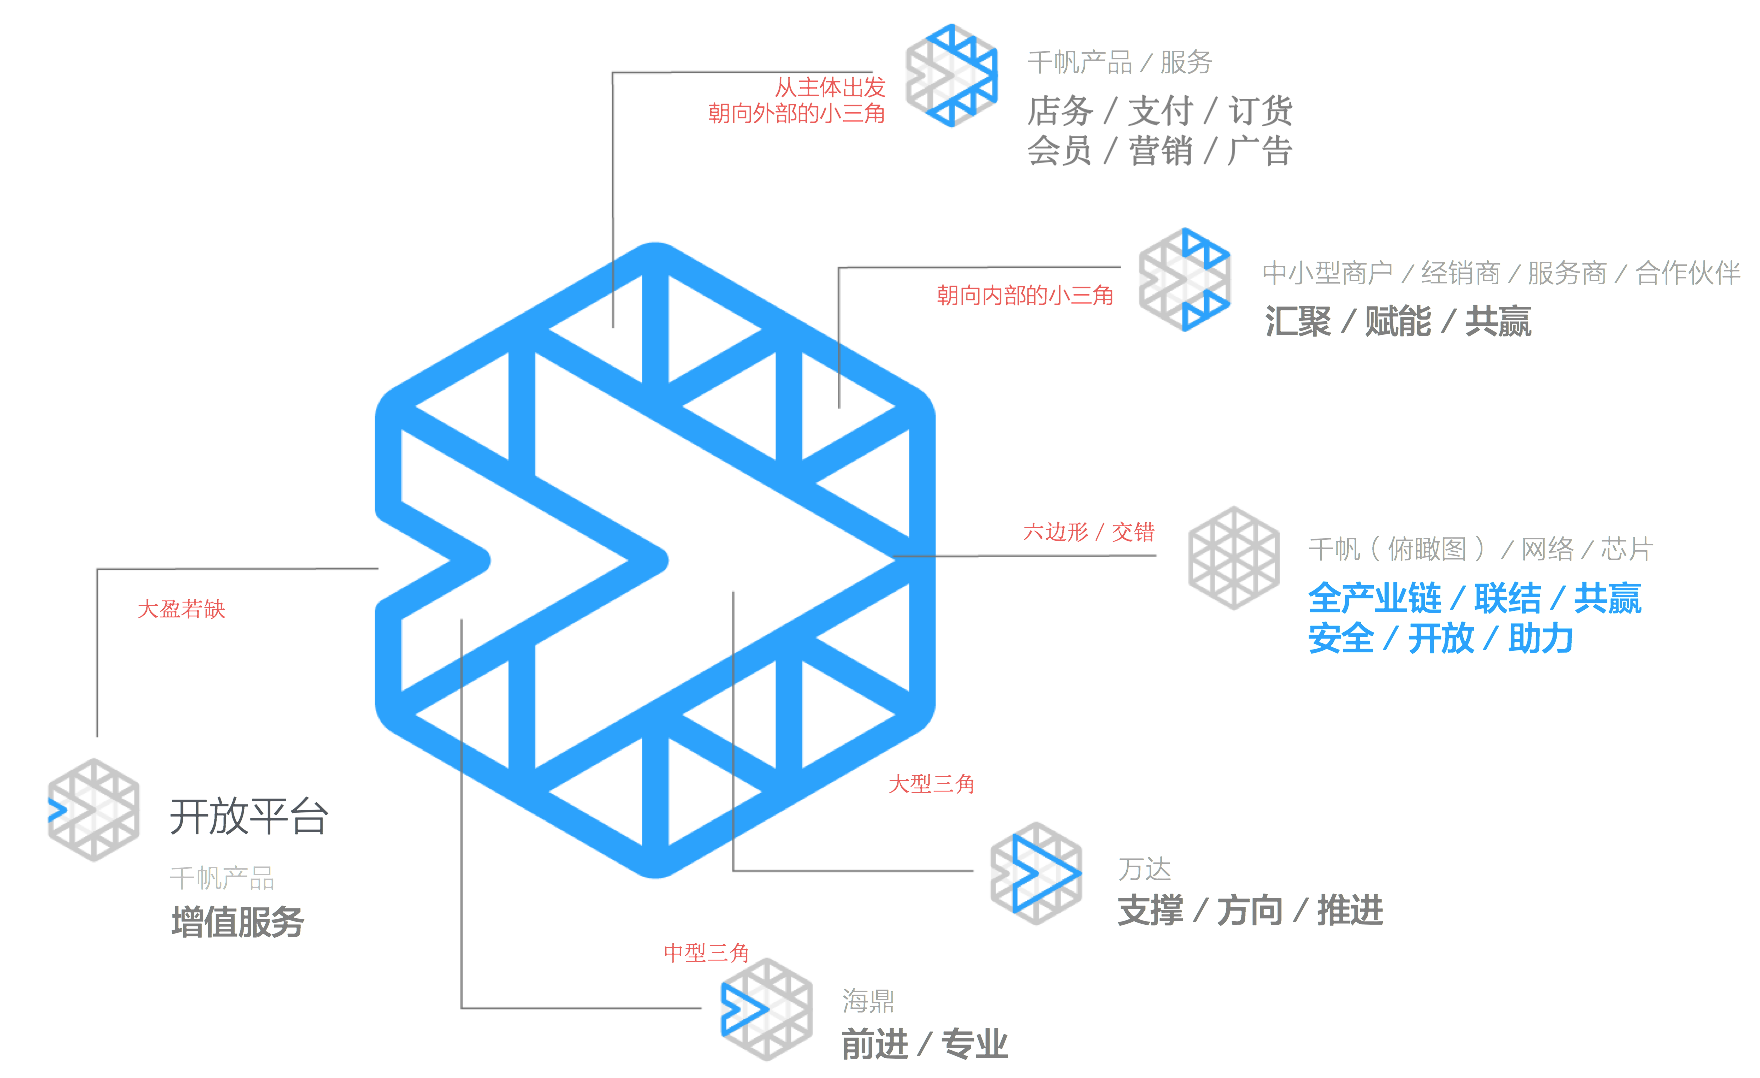 千帆产品 / 服务
从主体出发
朝向外部的小三角
店务 / 支付 / 订货
会员 / 营销 / 广告
中小型商户 / 经销商 / 服务商 / 合作伙伴
朝向内部的小三角
汇聚 / 赋能 / 共赢
六边形 / 交错
千帆（俯瞰图）/ 网络 / 芯片
全产业链 / 联结 / 共赢
安全 / 开放 / 助力
大盈若缺
大型三角
开放平台
千帆产品
增值服务
万达
支撑 / 方向 / 推进
中型三角
海鼎
前进 / 专业